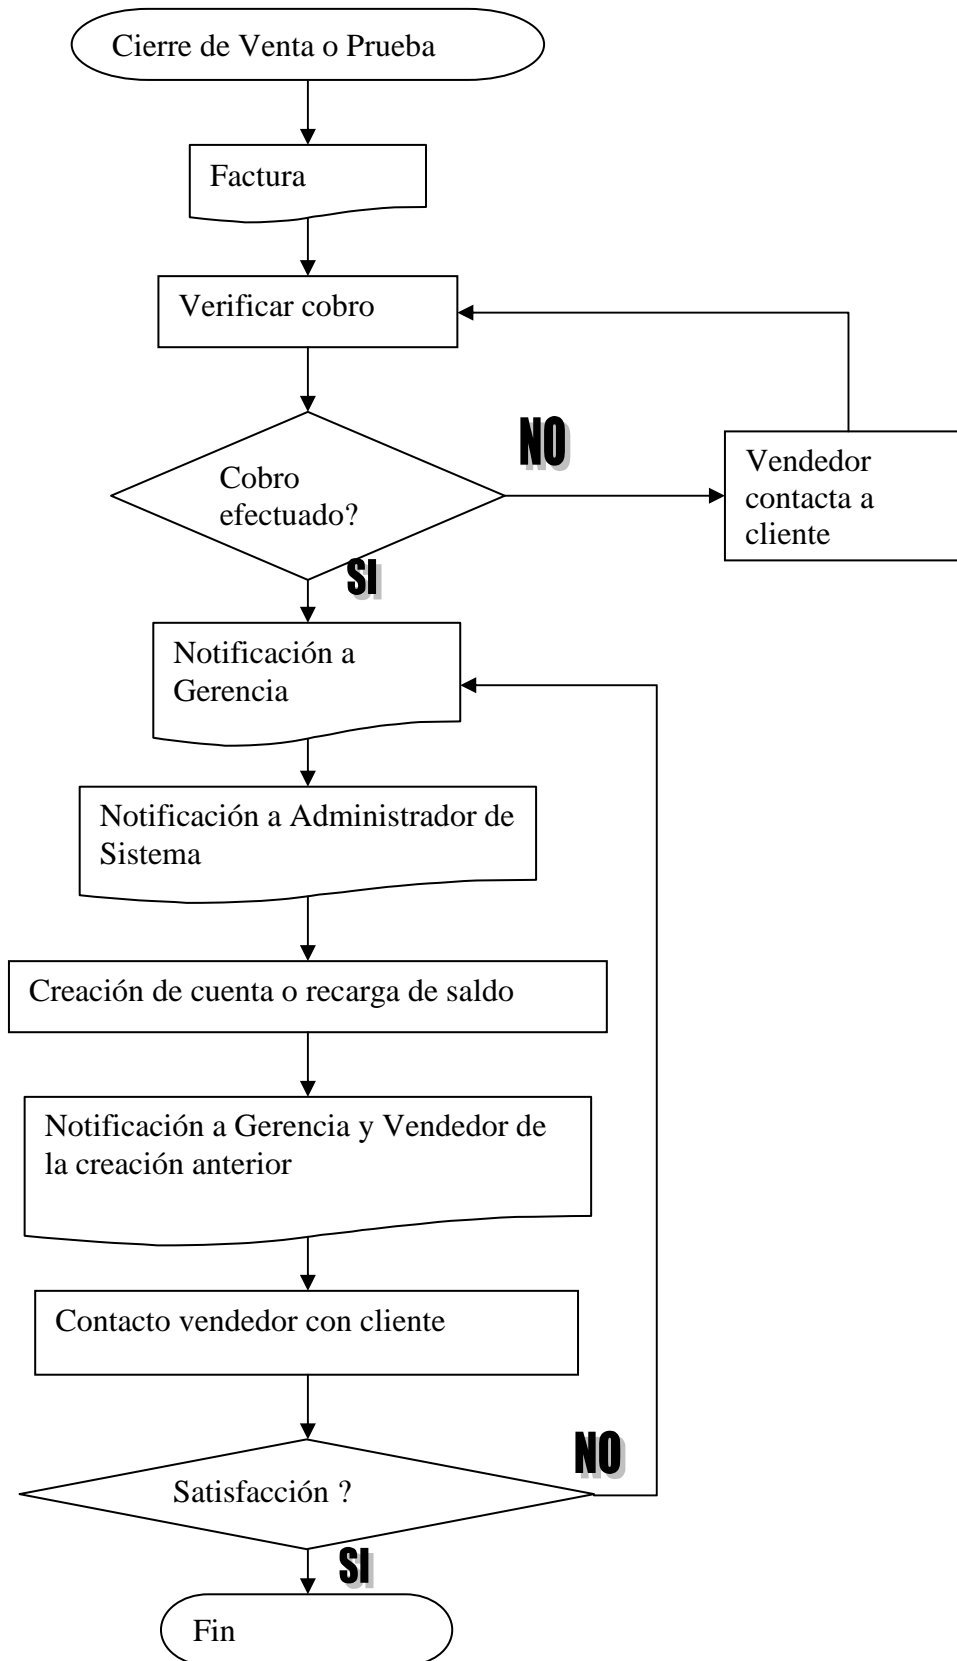 Cierre de Venta o Prueba
Factura
Verificar cobro
NO
Cobro
efectuado?
Vendedor
contacta a
cliente
SI
Notificación a
Gerencia
Notificación a Administrador de
Sistema
Creación de cuenta o recarga de saldo
Notificación a Gerencia y Vendedor de
la creación anterior
Contacto vendedor con cliente
NO
Satisfacción ?
SI
Fin